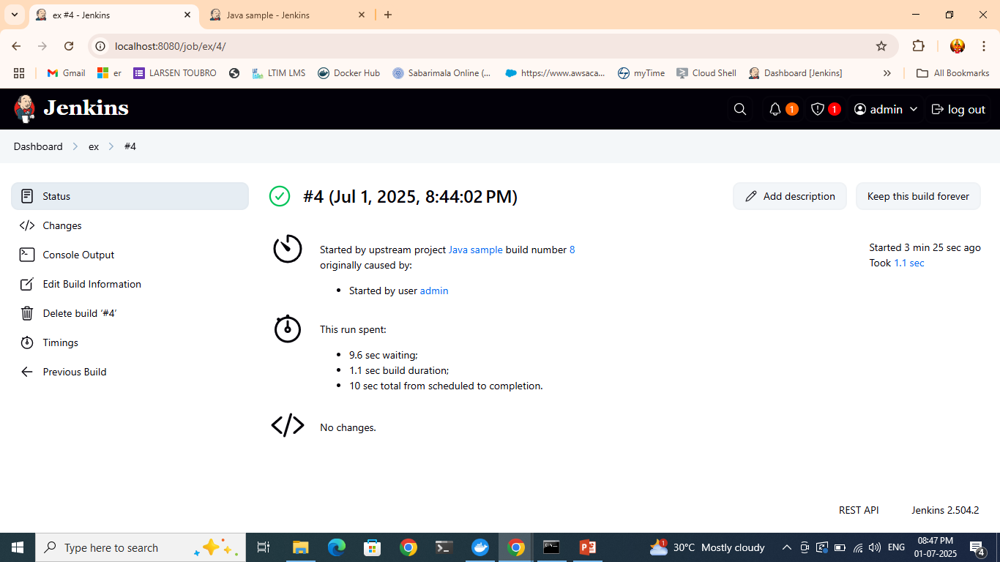 ex #4 - Jenkins
Java sample - Jenkins
localhost:8080/job/ex/4/
Gmail
er
LARSEN TOUBRO
LTIM LMS
Docker Hub
Sabarimala Online (...
https://www.awsaca...
myTime
Cloud Shell
Dashboard [Jenkins]
All Bookmarks
Jenkins
1
1
admin
log out
Dashboard
ex
#4
Status
Changes
Console Output
Edit Build Information
Delete build ‘#4’
Timings
Previous Build
#4 (Jul 1, 2025, 8:44:02 PM)
Add description
Keep this build forever
Started by upstream project Java sample build number 8
originally caused by:
Started by user admin
Started 3 min 25 sec ago
Took 1.1 sec
This run spent:
9.6 sec waiting;
1.1 sec build duration;
10 sec total from scheduled to completion.
No changes.
REST API
Jenkins 2.504.2
Type here to search
1
30°C Mostly cloudy
ENG
08:47 PM
01-07-2025
4